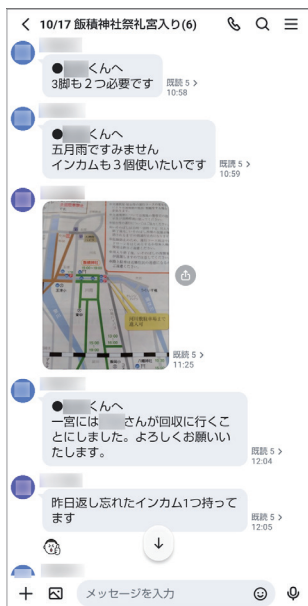 10/17 飯積神社祭礼宮入り(6)
●くんへ
3脚も２つ必要です
既読 5
10:58
●くんへ
五月雨ですみません
インカムも３個使いたいです
既読 5
10:59
既読 5
11:25
●くんへ
一宮にはさんが回収に行くこ
とにしました。よろしくお願いい
たします。
既読 5
12:04
昨日返し忘れたインカム1つ持って
ます
既読 5
12:05
メッセージを入力